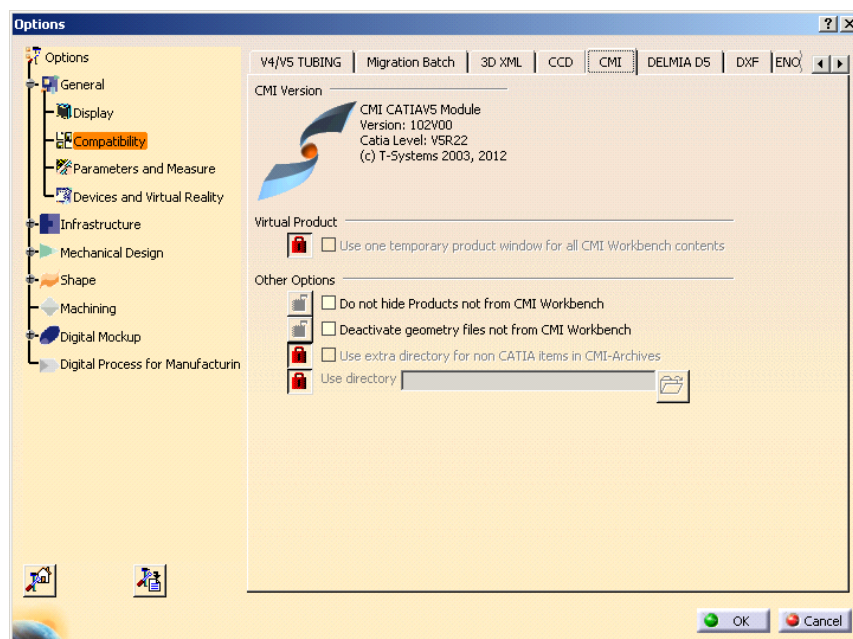 Options
Options
General
Display
Compatibility
Parameters and Measure
Devices and Virtual Reality
Infrastructure
Mechanical Design
Shape
Machining
Digital Mockup
Digital Process for Manufacturin
V4/V5 TUBING Migration Batch 3D XML CCD CMI DELMIA D5 DXF ENO
CMI Version
CMI CATIAV5 Module
Version: 102V00
Catia Level: V5R22
(c) T-Systems 2003, 2012
Virtual Product
Use one temporary product window for all CMI Workbench contents
Other Options
Do not hide Products not from CMI Workbench
Deactivate geometry files not from CMI Workbench
Use extra directory for non CATIA items in CMI-Archives
Use directory
OK Cancel